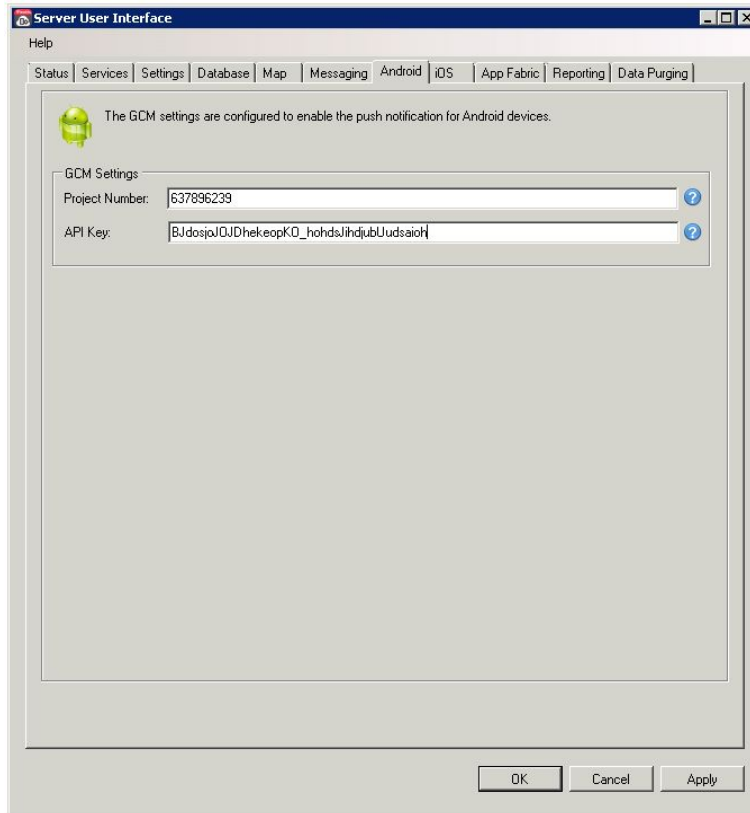 Server User Interface
Help
Status Services Settings Database Map Messaging Android iOS App Fabric Reporting Data Purging
The GCM settings are configured to enable the push notification for Android devices.
GCM Settings
Project Number: 637896239
API Key: BJdosjoJOJDhekeopKO_hohdsJihdjubUudsaioh
OK Cancel Apply